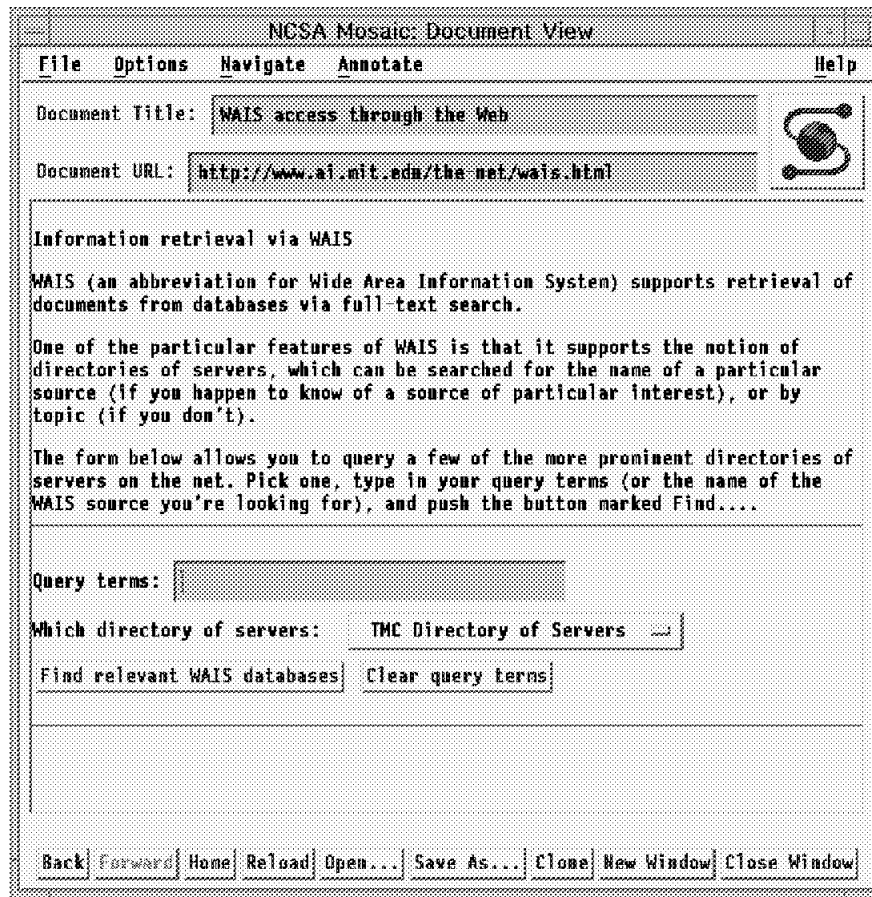 NCSA Mosaic: Document View
File Options Navigate Annotate Help
Document Title: WAIS access through the Web
Document URL: http://www.ai.mit.edu/the-net/wais.html
Information retrieval via WAIS
WAIS (an abbreviation for Wide Area Information System) supports retrieval of
documents from databases via full-text search.
One of the particular features of WAIS is that it supports the notion of
directories of servers, which can be searched for the name of a particular
source (if you happen to know of a source of particular interest), or by
topic (if you don't).
The form below allows you to query a few of the more prominent directories of
servers on the net. Pick one, type in your query terms (or the name of the
WAIS source you're looking for), and push the button marked Find....
Query terms:
Which directory of servers: TMC Directory of Servers
Find relevant WAIS databases Clear query terms
Back Forward Home Reload Open... Save As... Clone New Window Close Window